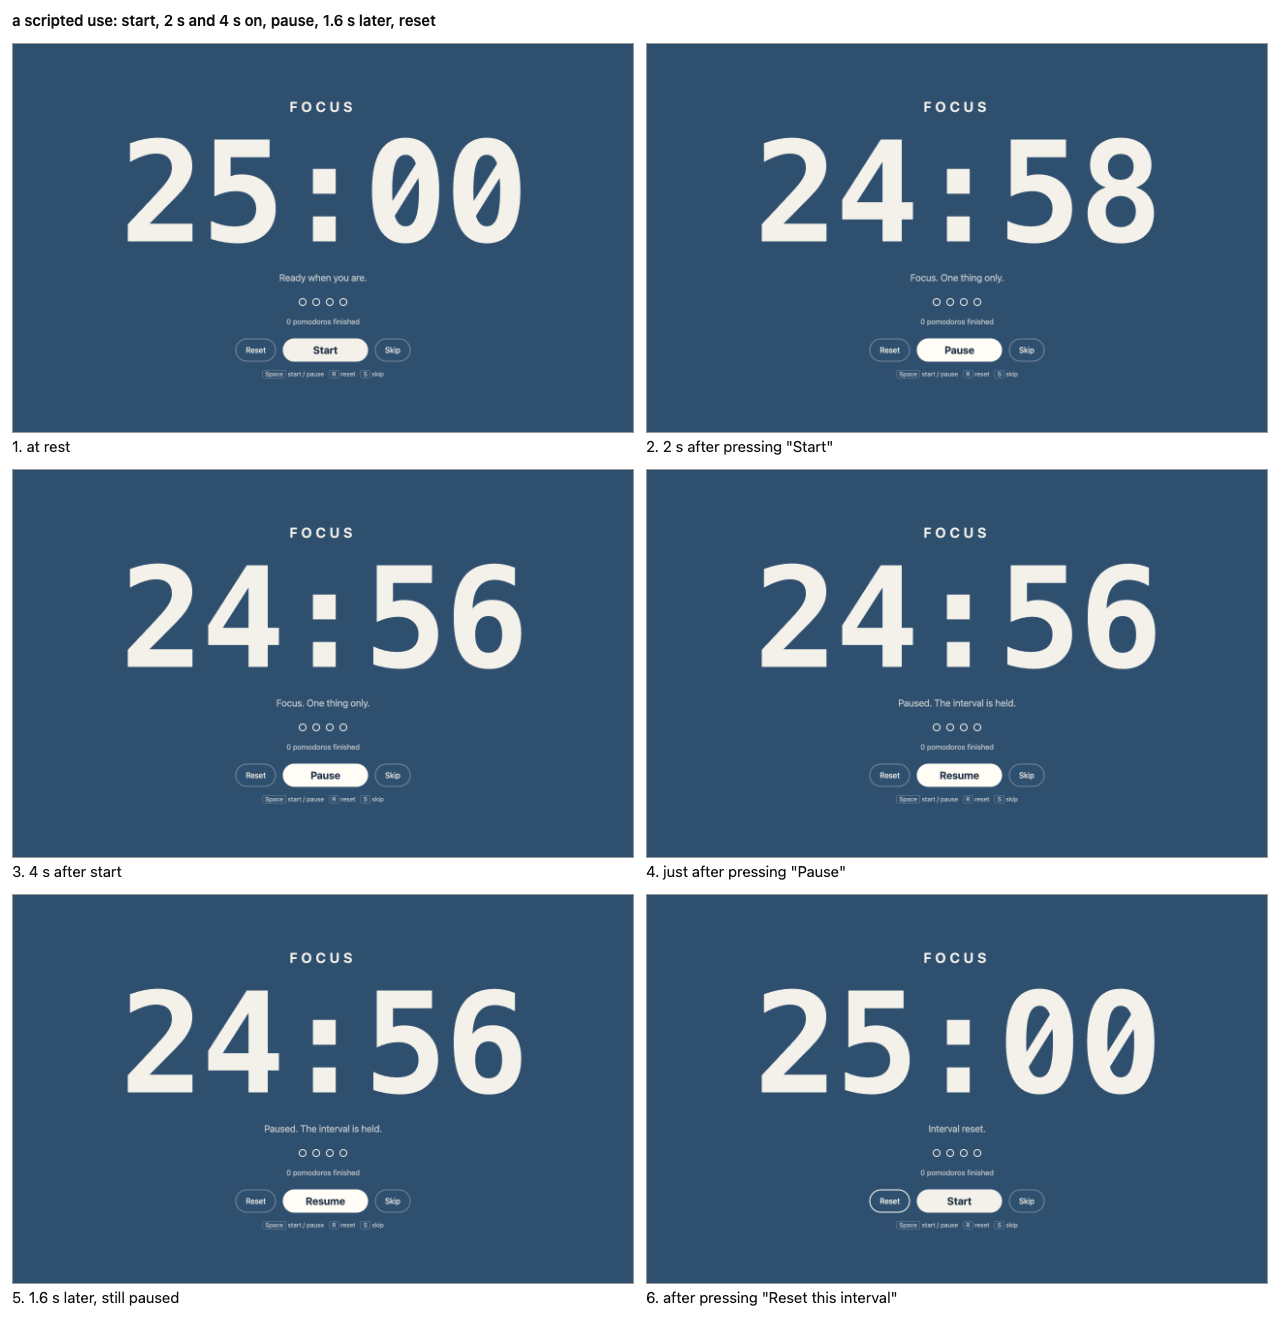 a scripted use: start, 2 s and 4 s on, pause, 1.6 s later, reset
FOCUS
25:00
Ready when you are.
0 pomodoros finished
Reset Start Skip
Space start / pause R reset S skip
1. at rest
FOCUS
24:58
Focus. One thing only.
0 pomodoros finished
Reset Pause Skip
Space start / pause R reset S skip
2. 2 s after pressing "Start"
FOCUS
24:56
Focus. One thing only.
0 pomodoros finished
Reset Pause Skip
Space start / pause R reset S skip
3. 4 s after start
FOCUS
24:56
Paused. The interval is held.
0 pomodoros finished
Reset Resume Skip
Space start / pause R reset S skip
4. just after pressing "Pause"
FOCUS
24:56
Paused. The interval is held.
0 pomodoros finished
Reset Resume Skip
Space start / pause R reset S skip
5. 1.6 s later, still paused
FOCUS
25:00
Interval reset.
0 pomodoros finished
Reset Start Skip
Space start / pause R reset S skip
6. after pressing "Reset this interval"